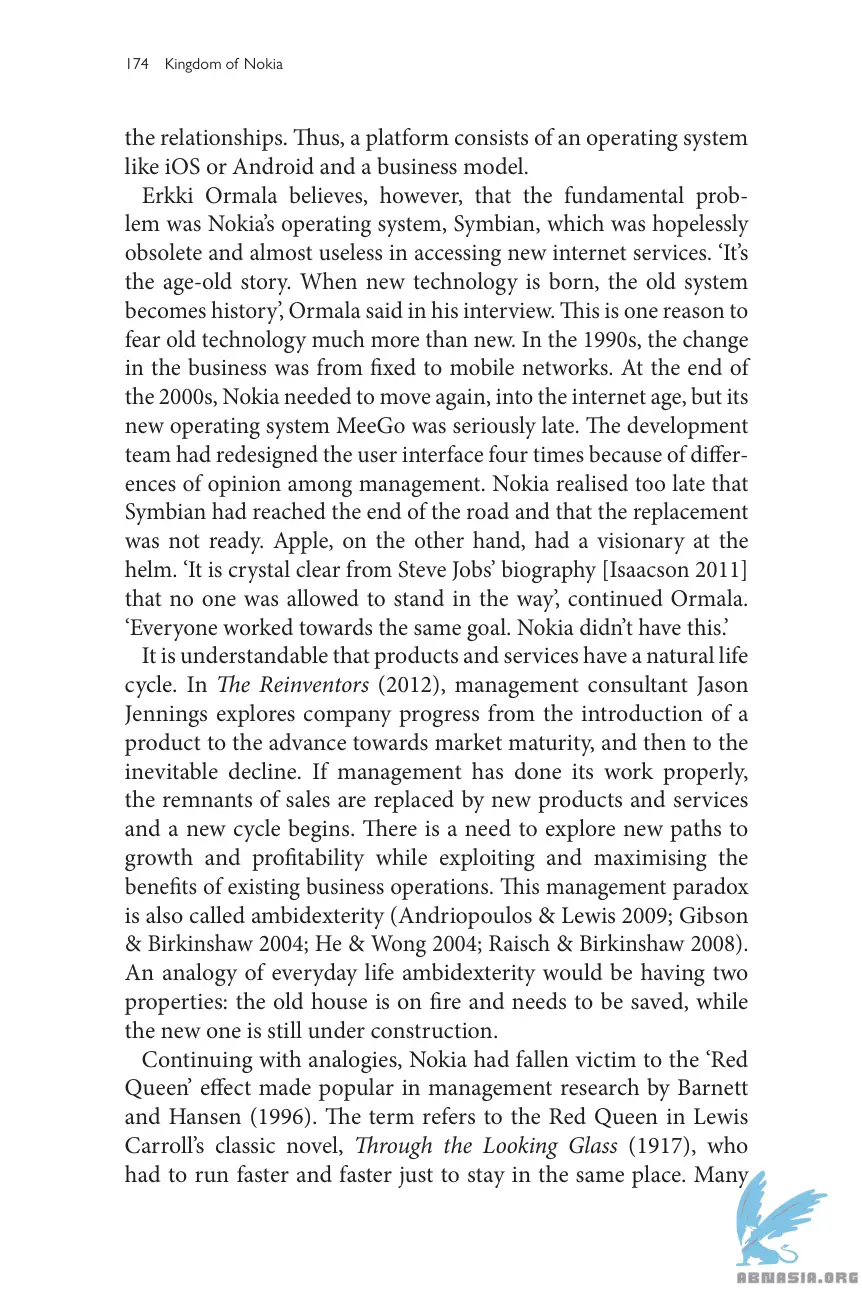 174 Kingdom of Nokia
the relationships. Thus, a platform consists of an operating system
like iOS or Android and a business model.
Erkki Ormala believes, however, that the fundamental prob-
lem was Nokia’s operating system, Symbian, which was hopelessly
obsolete and almost useless in accessing new internet services. ‘It’s
the age-old story. When new technology is born, the old system
becomes history’, Ormala said in his interview. This is one reason to
fear old technology much more than new. In the 1990s, the change
in the business was from fixed to mobile networks. At the end of
the 2000s, Nokia needed to move again, into the internet age, but its
new operating system MeeGo was seriously late. The development
team had redesigned the user interface four times because of differ-
ences of opinion among management. Nokia realised too late that
Symbian had reached the end of the road and that the replacement
was not ready. Apple, on the other hand, had a visionary at the
helm. ‘It is crystal clear from Steve Jobs’ biography [Isaacson 2011]
that no one was allowed to stand in the way’, continued Ormala.
‘Everyone worked towards the same goal. Nokia didn’t have this.’
It is understandable that products and services have a natural life
cycle. In The Reinventors (2012), management consultant Jason
Jennings explores company progress from the introduction of a
product to the advance towards market maturity, and then to the
inevitable decline. If management has done its work properly,
the remnants of sales are replaced by new products and services
and a new cycle begins. There is a need to explore new paths to
growth and profitability while exploiting and maximising the
benefits of existing business operations. This management paradox
is also called ambidexterity (Andriopoulos & Lewis 2009; Gibson
& Birkinshaw 2004; He & Wong 2004; Raisch & Birkinshaw 2008).
An analogy of everyday life ambidexterity would be having two
properties: the old house is on fire and needs to be saved, while
the new one is still under construction.
Continuing with analogies, Nokia had fallen victim to the ‘Red
Queen’ effect made popular in management research by Barnett
and Hansen (1996). The term refers to the Red Queen in Lewis
Carroll’s classic novel, Through the Looking Glass (1917), who
had to run faster and faster just to stay in the same place. Many
ABNASIA.ORG